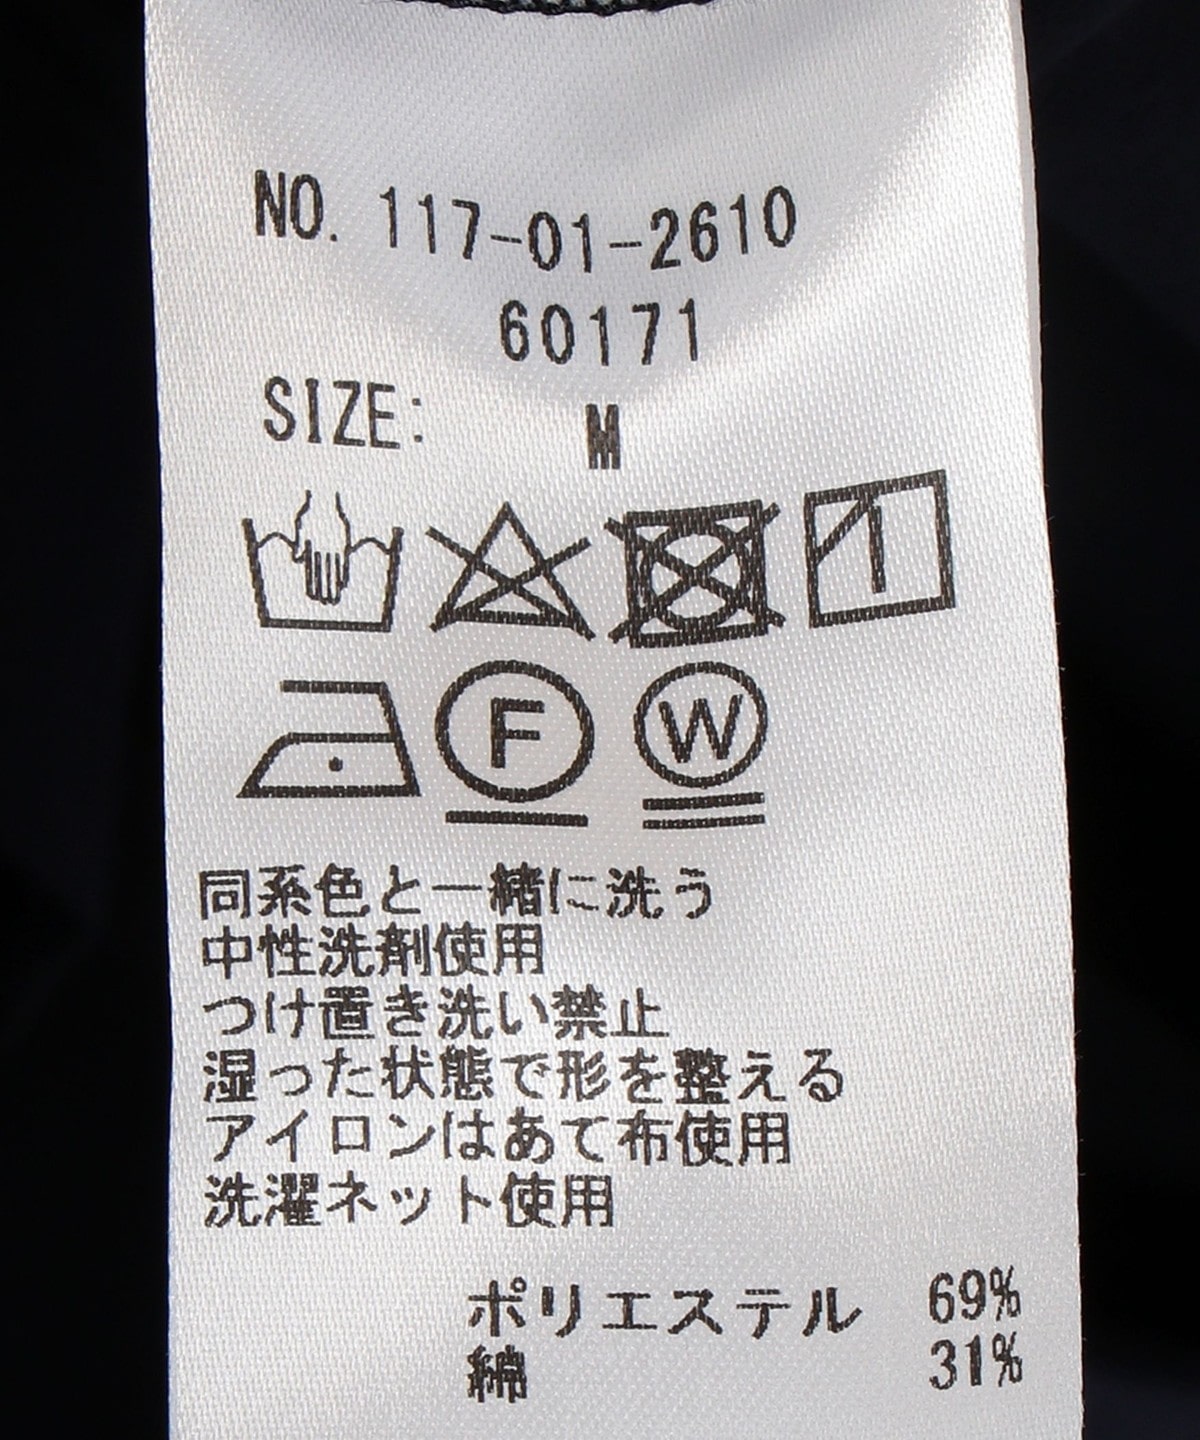 NO. 117-01-2610
60171
SIZE: M
F W
同系色と一緒に洗う
中性洗剤使用
つけ置き洗い禁止
湿った状態で形を整える
アイロンはあて布使用
洗濯ネット使用
ポリエステル 69%
綿 31%